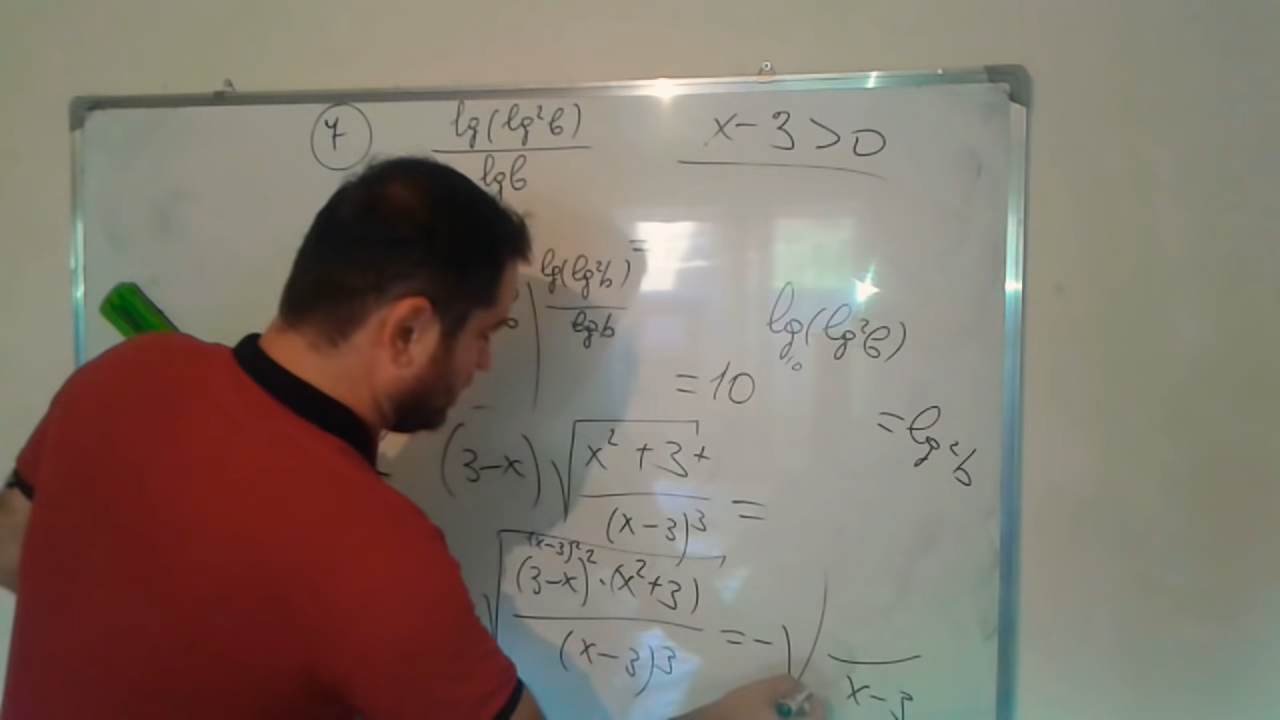 7
lg(lg²b)
lgb
x-3>0
lg(lg²b) =
lgb
lg(lg²b)
=10
=lg²b
(3-x)√
x²+3+
(x-3)³
=
(x-3)²
(3-x)²·(x²+3)
(x-3)³
=-√
x-3